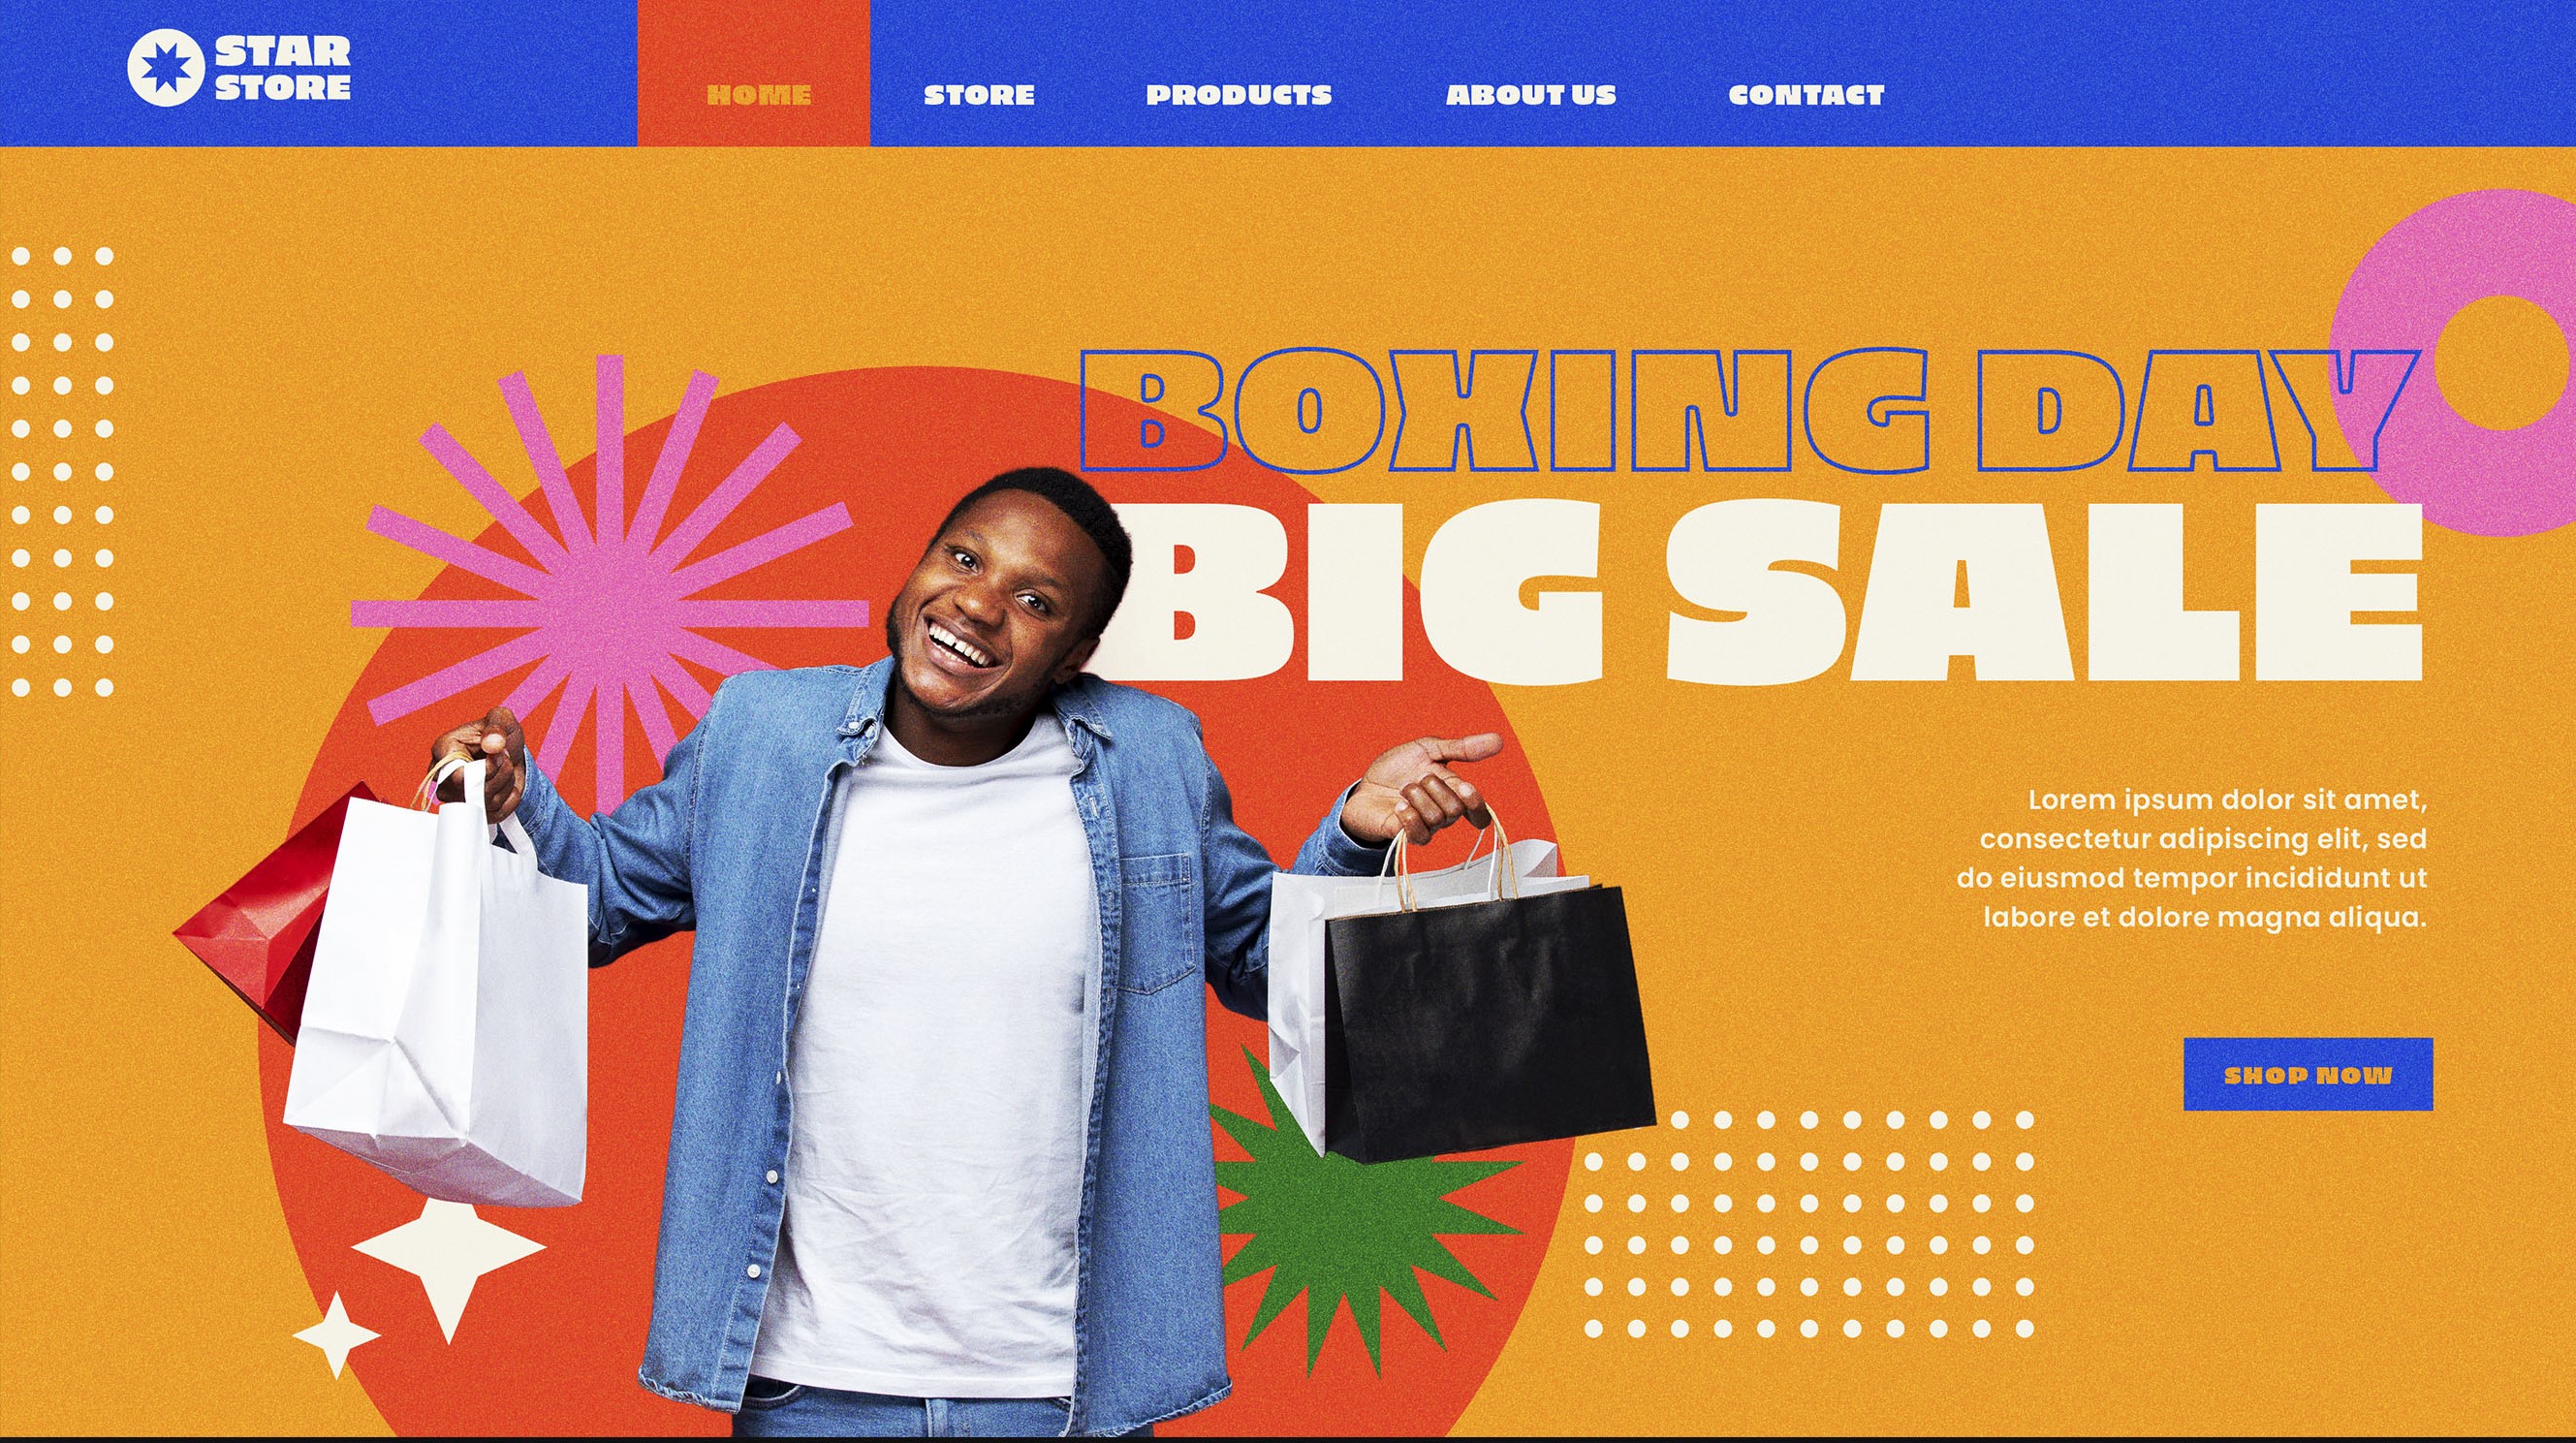 STAR
STORE
HOME STORE PRODUCTS ABOUT US CONTACT
BOXING DAY
BIG SALE
Lorem ipsum dolor sit amet,
consectetur adipiscing elit, sed
do eiusmod tempor incididunt ut
labore et dolore magna aliqua.
SHOP NOW